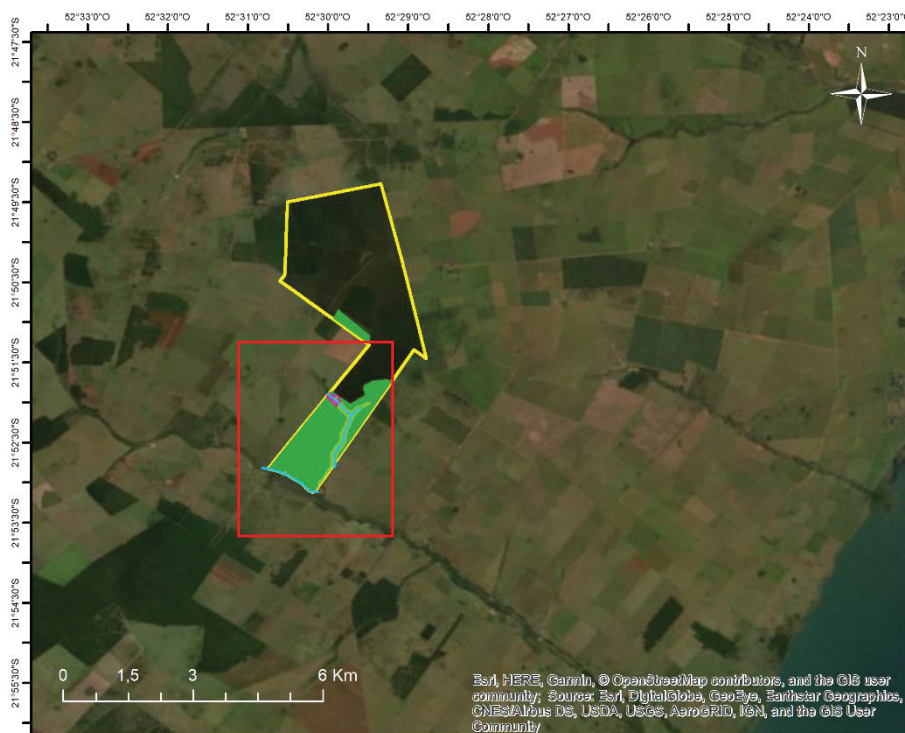 52°33'0"O 52°32'0"O 52°31'0"O 52°30'0"O 52°29'0"O 52°28'0"O 52°27'0"O 52°26'0"O 52°25'0"O 52°24'0"O 52°23'0"O
21°47'30"S
21°48'30"S
21°49'30"S
21°50'30"S
21°51'30"S
21°52'30"S
21°53'30"S
21°54'30"S
21°55'30"S
N
0 1,5 3 6 Km
Esri, HERE, Garmin, © OpenStreetMap contributors, and the GIS user
community; Source: Esri, DigitalGlobe, GeoEye, Earthstar Geographics,
CNES/Airbus DS, USDA, USGS, AeroGRID, IGN, and the GIS User
Community